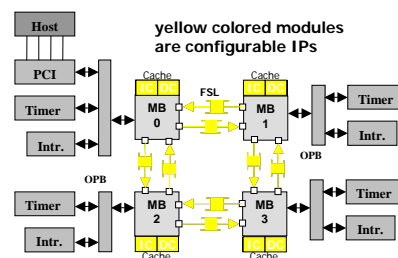 Host
yellow colored modules
are configurable IPs
Cache
Cache
PCI
IC DC
FSL
IC DC
Timer
MB
0
MB
1
Timer
Intr.
OPB
Intr.
OPB
Timer
MB
2
MB
3
Timer
Intr.
IC DC
IC DC
Intr.
Cache
Cache